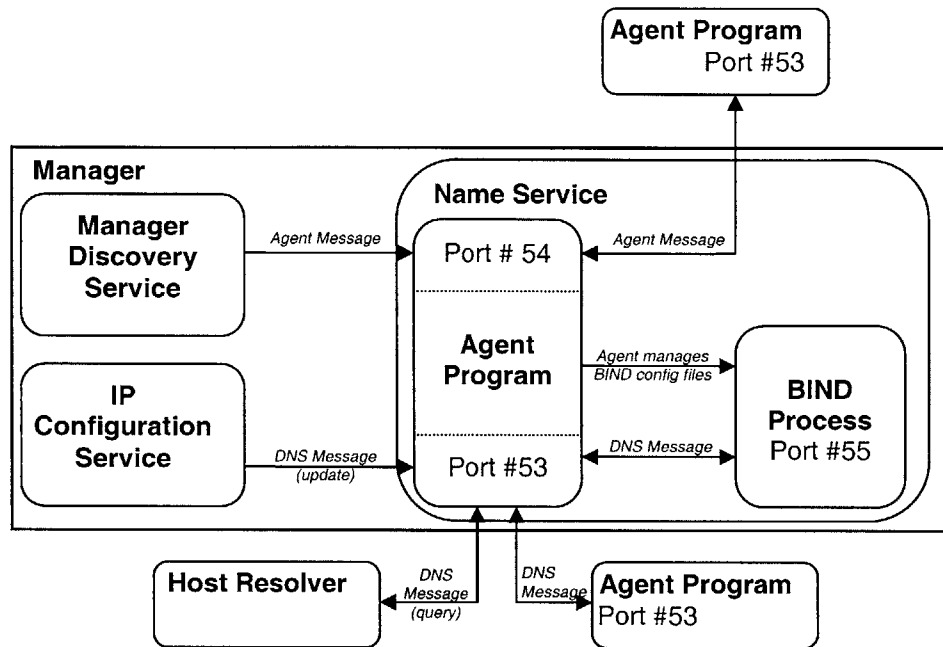 Agent Program
Port #53
Manager
Name Service
Manager
Discovery
Service
Agent Message
Port # 54
Agent Message
Agent
Program
Agent manages
BIND config files
BIND
Process
Port #55
IP
Configuration
Service
DNS Message
(update)
Port #53
DNS Message
Host Resolver
DNS
Message
(query)
DNS
Message
Agent Program
Port #53